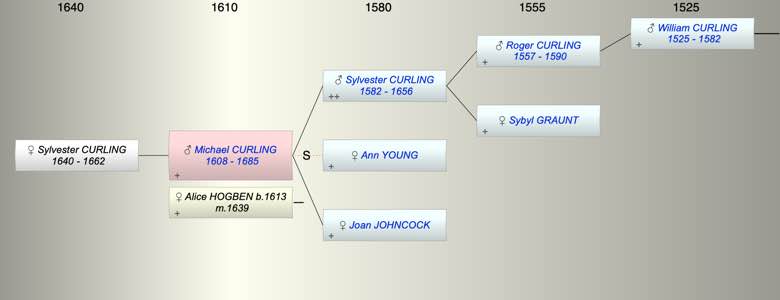 1640 1610 1580 1555 1525
♂ William CURLING
1525 - 1582
+
♂ Roger CURLING
1557 - 1590
+
♂ Sylvester CURLING
1582 - 1656
++
♀ Sybyl GRAUNT
+
♀ Sylvester CURLING
1640 - 1662
♂ Michael CURLING
1608 - 1685
+
S
♀ Ann YOUNG
+
♀ Alice HOGBEN b.1613
m.1639
+
♀ Joan JOHNCOCK
+